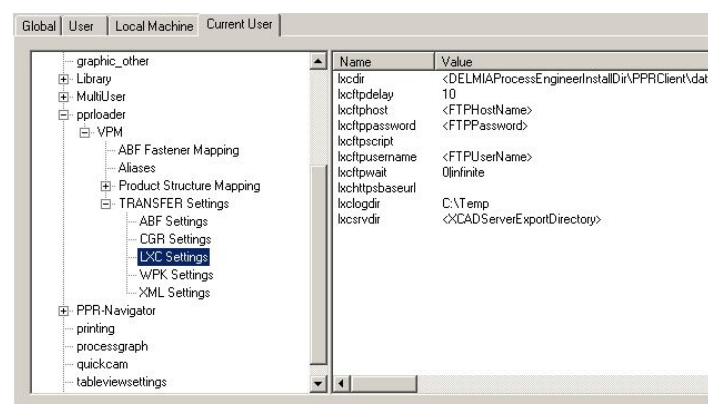 Global User Local Machine Current User
graphic_other
Library
MultiUser
pprloader
VPM
ABF Fastener Mapping
Aliases
Product Structure Mapping
TRANSFER Settings
ABF Settings
CGR Settings
LXC Settings
WPK Settings
XML Settings
PPR-Navigator
printing
processgraph
quickcam
tableviewsettings
Name Value
lxcdir <DELMIAProcessEngineerInstallDir\PPRClient\dat
lxcftpdelay 10
lxcftphost <FTPHostName>
lxcftppassword <FTPPassword>
lxcftpscript
lxcftpusername <FTPUserName>
lxcftpwait 0|infinite
lxchttpsbaseurl
lxclogdir C:\Temp
lxcsrvdir <XCADServerExportDirectory>